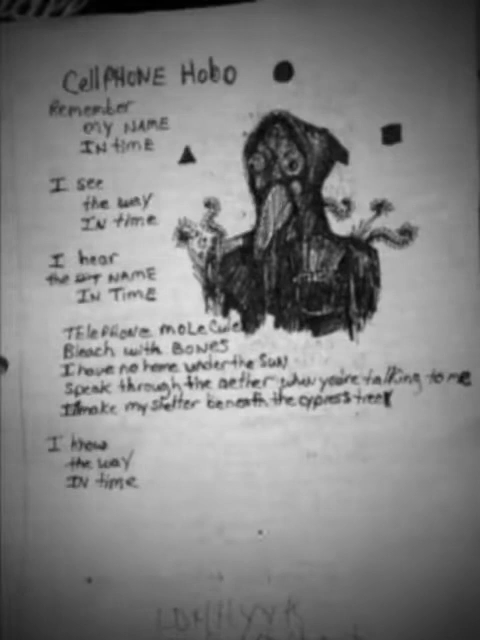 CellPHONE Hobo
Remember
my NAME
IN time
I see
the way
IN time
I hear
the NAME
IN TIME
TElePHONE moleCule
Bleach with BONES
I have no home under the SUN
Speak through the aether when you're talking to me
I'll make my shelter beneath the cypress tree
I know
the way
IN time